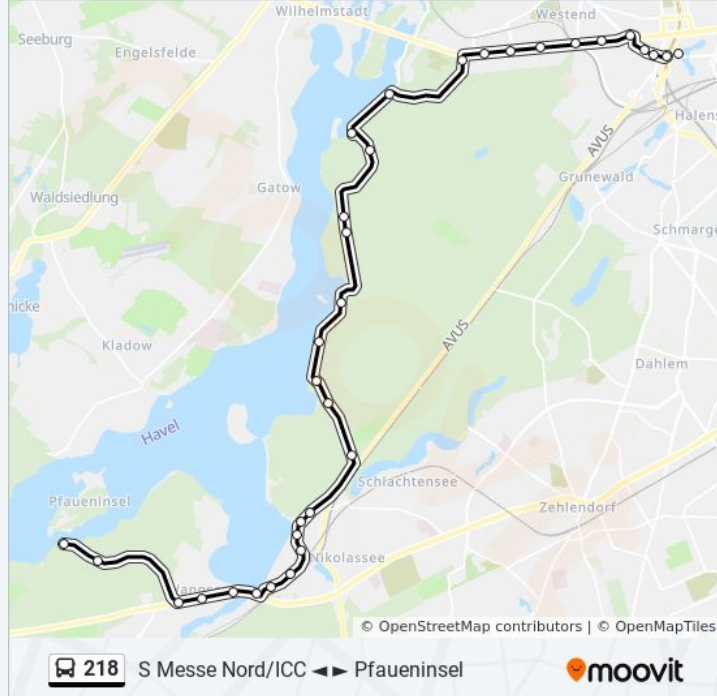 Wilhelmstadt
Westend
Seeburg
Engelsfelde
AVUS
Halens
Waldsiedlung
Gatow
Grunewald
Schmarge
nicke
Kladow
AVUS
Dahlem
Havel
Pfaueninsel
Schlachtensee
Zehlendorf
Nikolassee
© OpenStreetMap contributors | © OpenMapTiles
218 S Messe Nord/ICC ◄► Pfaueninsel
moovit